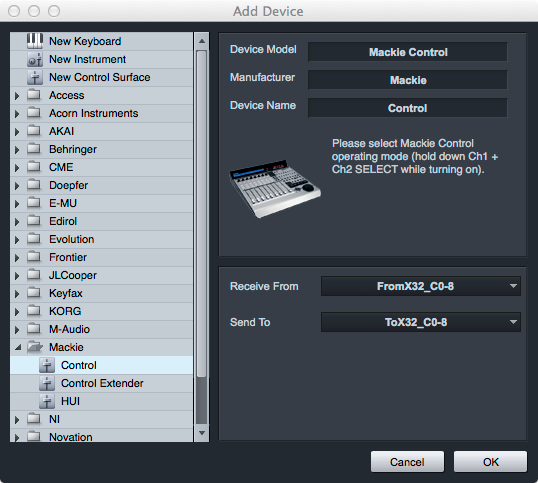 Add Device
New Keyboard
New Instrument
New Control Surface
Access
Acorn Instruments
AKAI
Behringer
CME
Doepfer
E-MU
Edirol
Evolution
Frontier
JLCooper
Keyfax
KORG
M-Audio
Mackie
Control
Control Extender
HUI
NI
Novation
Device Model Mackie Control
Manufacturer Mackie
Device Name Control
Please select Mackie Control
operating mode (hold down Ch1 +
Ch2 SELECT while turning on).
Receive From FromX32_C0-8
Send To ToX32_C0-8
Cancel OK